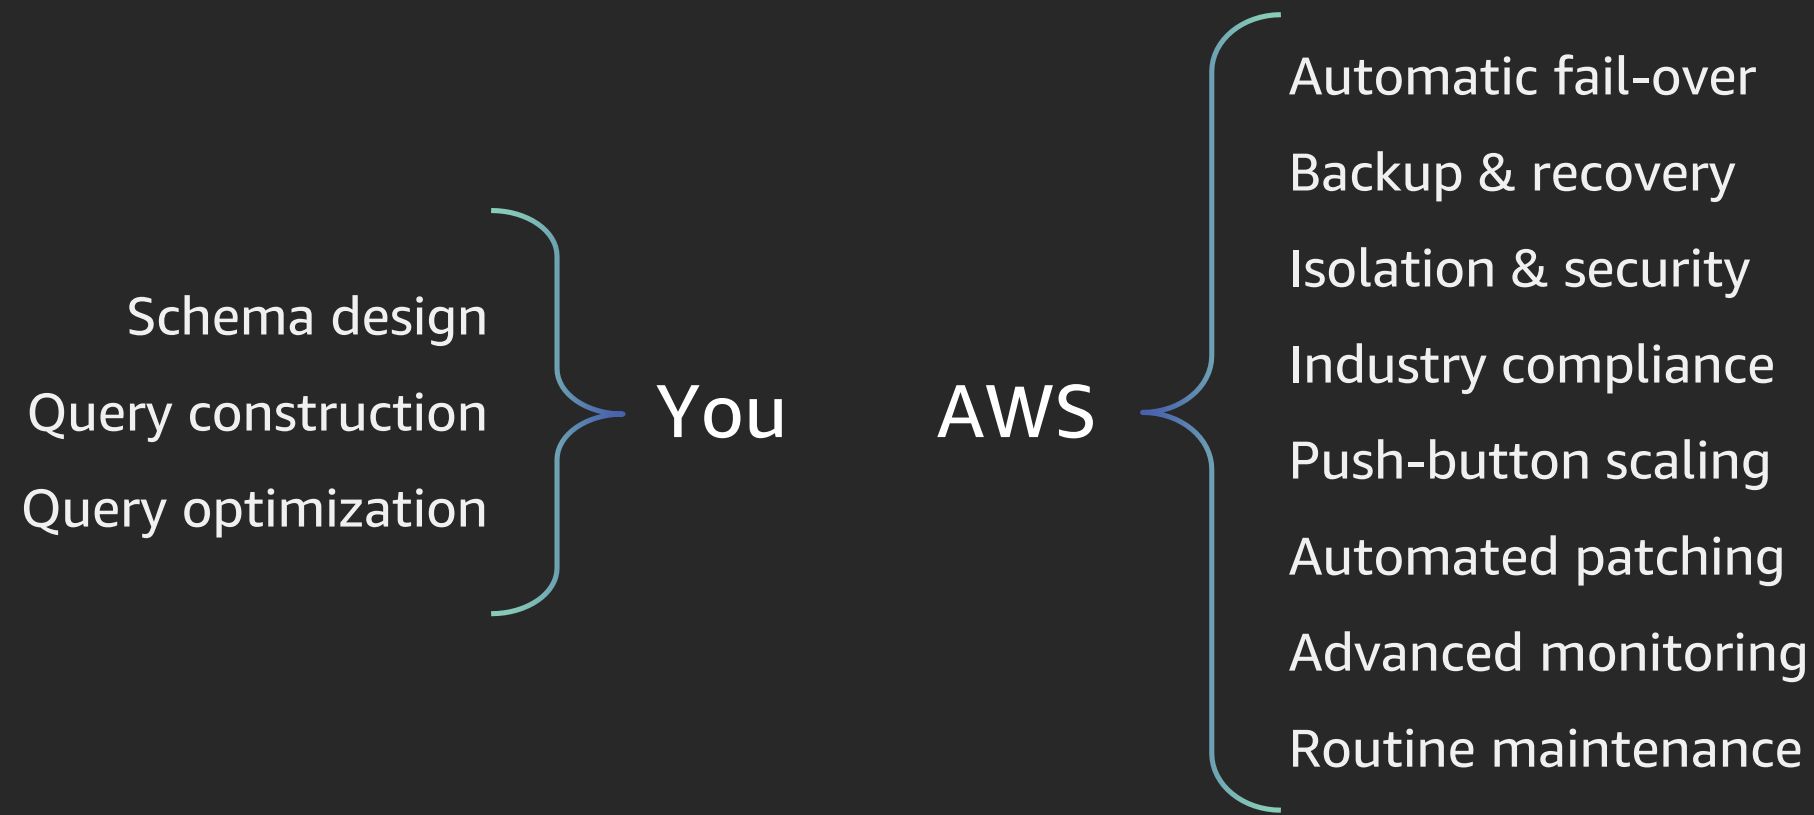 Schema design
Query construction
Query optimization
You
AWS
Automatic fail-over
Backup & recovery
Isolation & security
Industry compliance
Push-button scaling
Automated patching
Advanced monitoring
Routine maintenance